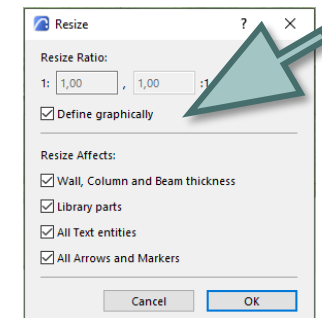 Resize ? ×
Resize Ratio:
1: 1,00 , 1,00 :1
Define graphically
Resize Affects:
Wall, Column and Beam thickness
Library parts
All Text entities
All Arrows and Markers
Cancel OK